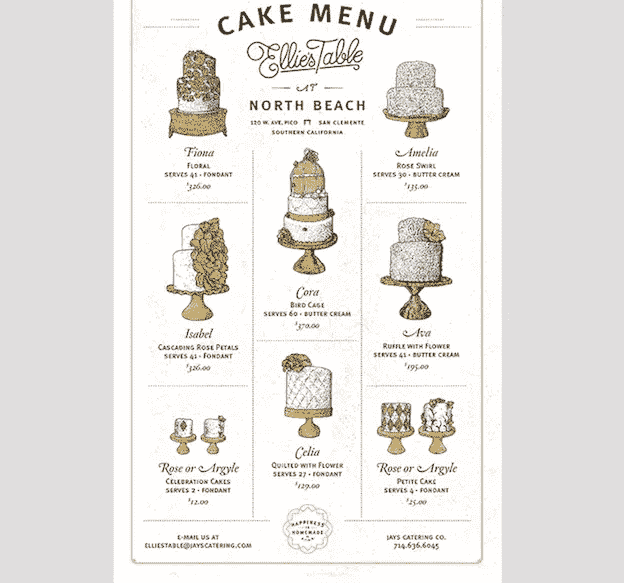 CAKE MENU
Ellie's Table
AT
NORTH BEACH
120 W. AVE. PICO SAN CLEMENTE
SOUTHERN CALIFORNIA
Fiona
FLORAL
SERVES 41 • FONDANT
$326.00
Amelia
ROSE SWIRL
SERVES 30 • BUTTER CREAM
$135.00
Cora
BIRD CAGE
SERVES 60 • BUTTER CREAM
$370.00
Isabel
CASCADING ROSE PETALS
SERVES 41 • FONDANT
$326.00
Ava
RUFFLE WITH FLOWER
SERVES 41 • BUTTER CREAM
$195.00
Celia
QUILTED WITH FLOWER
SERVES 27 • FONDANT
$129.00
Rose or Argyle
CELEBRATION CAKES
SERVES 2 • FONDANT
$12.00
Rose or Argyle
PETITE CAKE
SERVES 4 • FONDANT
$25.00
E-MAIL US AT
ELLIESTABLE@JAYSCATERING.COM
HAPPINESS
IS
HOMEMADE
JAYS CATERING CO.
714.636.6045